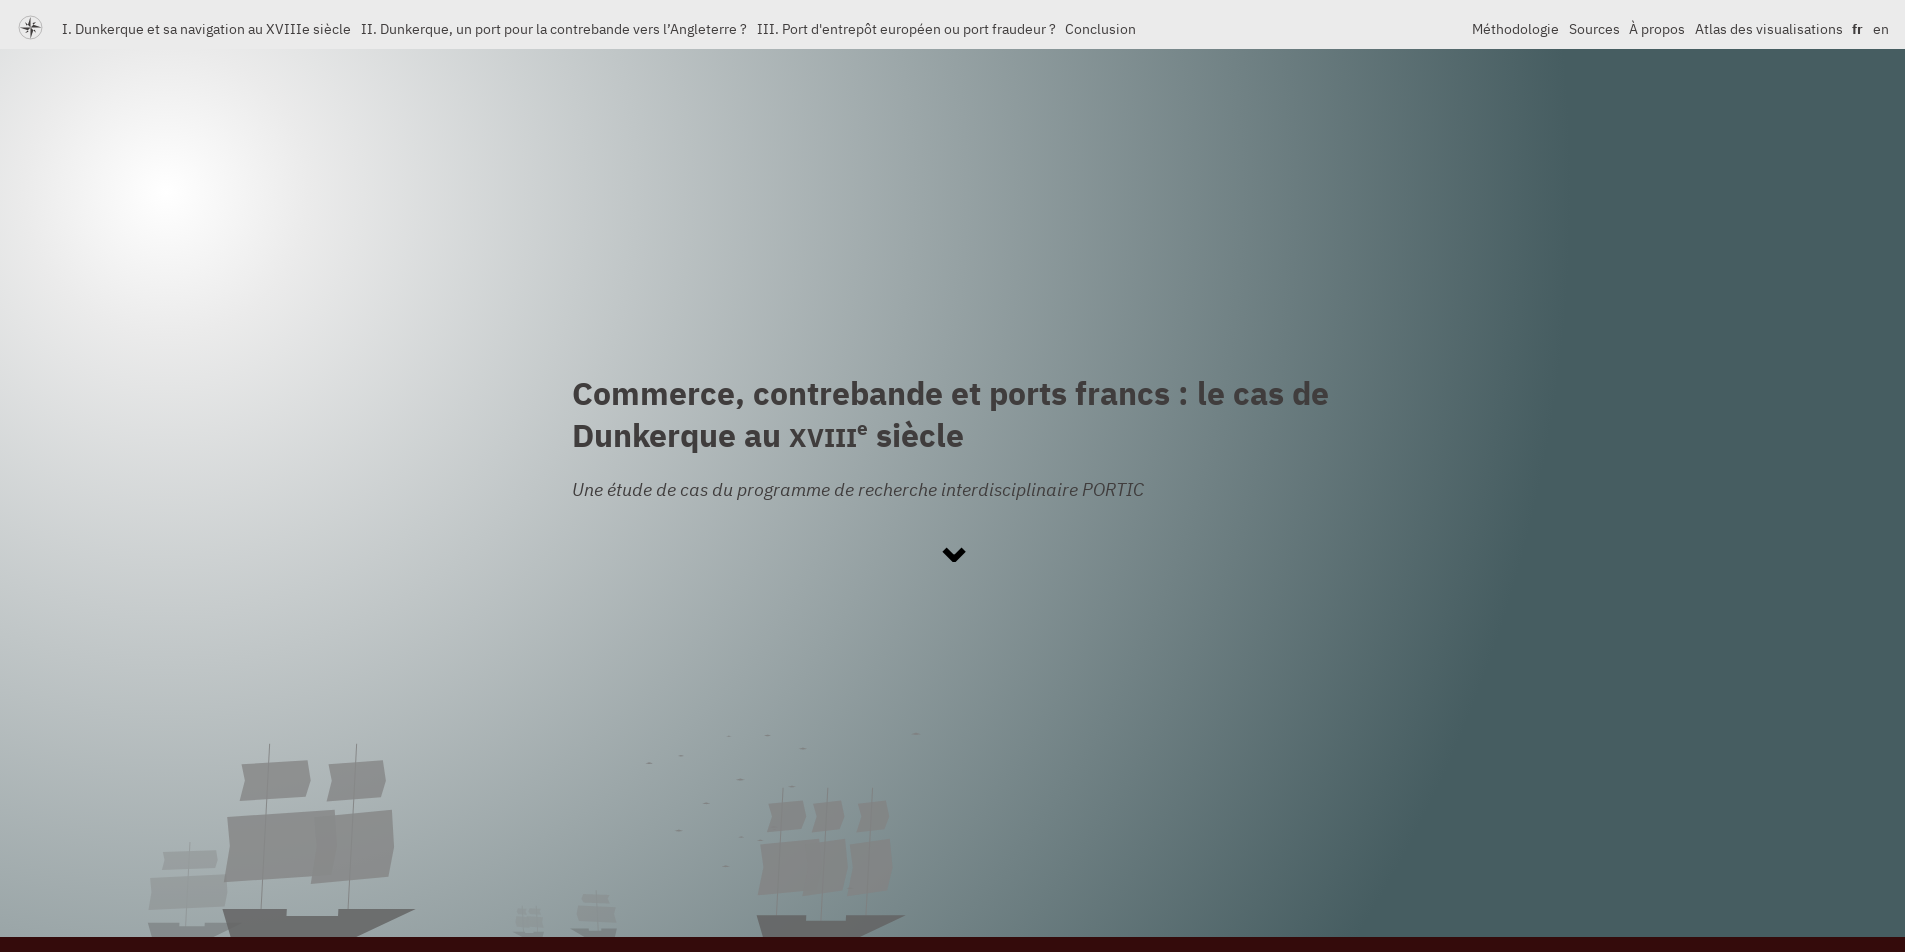 I. Dunkerque et sa navigation au XVIIIe siècle II. Dunkerque, un port pour la contrebande vers l’Angleterre ? III. Port d'entrepôt européen ou port fraudeur ? Conclusion Méthodologie Sources À propos Atlas des visualisations fr en
Commerce, contrebande et ports francs : le cas de
Dunkerque au XVIIIe siècle
Une étude de cas du programme de recherche interdisciplinaire PORTIC